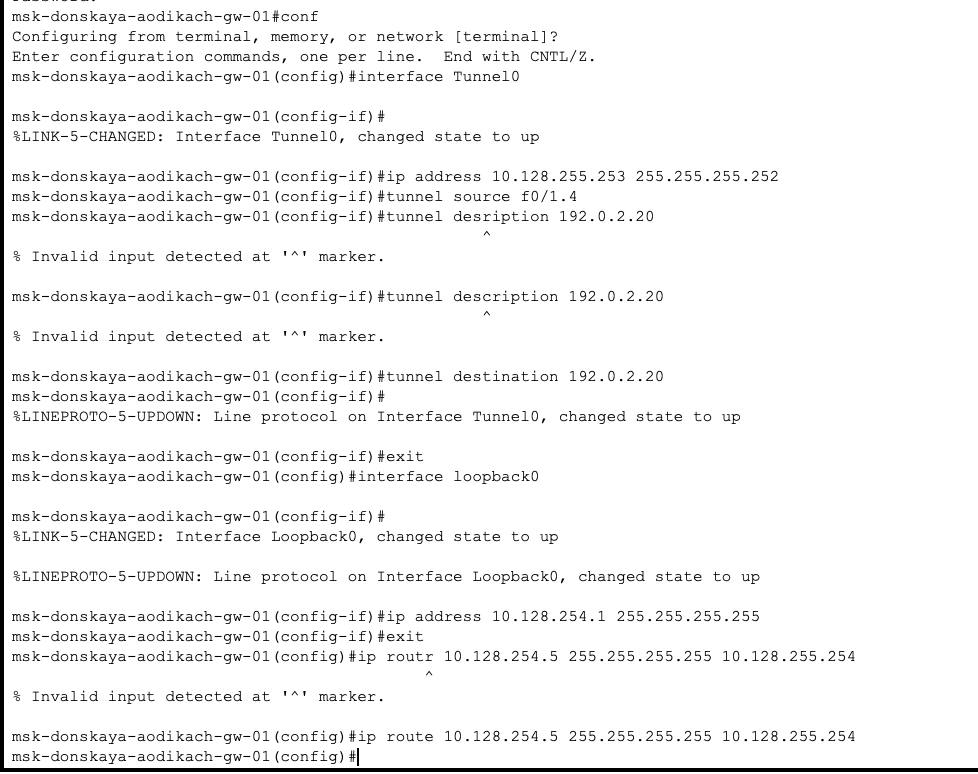 msk-donskaya-aodikach-gw-01#conf
Configuring from terminal, memory, or network [terminal]?
Enter configuration commands, one per line.  End with CNTL/Z.
msk-donskaya-aodikach-gw-01(config)#interface Tunnel0
msk-donskaya-aodikach-gw-01(config-if)#
%LINK-5-CHANGED: Interface Tunnel0, changed state to up
msk-donskaya-aodikach-gw-01(config-if)#ip address 10.128.255.253 255.255.255.252
msk-donskaya-aodikach-gw-01(config-if)#tunnel source f0/1.4
msk-donskaya-aodikach-gw-01(config-if)#tunnel desription 192.0.2.20
^
% Invalid input detected at '^' marker.
msk-donskaya-aodikach-gw-01(config-if)#tunnel description 192.0.2.20
^
% Invalid input detected at '^' marker.
msk-donskaya-aodikach-gw-01(config-if)#tunnel destination 192.0.2.20
msk-donskaya-aodikach-gw-01(config-if)#
%LINEPROTO-5-UPDOWN: Line protocol on Interface Tunnel0, changed state to up
msk-donskaya-aodikach-gw-01(config-if)#exit
msk-donskaya-aodikach-gw-01(config)#interface loopback0
msk-donskaya-aodikach-gw-01(config-if)#
%LINK-5-CHANGED: Interface Loopback0, changed state to up
%LINEPROTO-5-UPDOWN: Line protocol on Interface Loopback0, changed state to up
msk-donskaya-aodikach-gw-01(config-if)#ip address 10.128.254.1 255.255.255.255
msk-donskaya-aodikach-gw-01(config-if)#exit
msk-donskaya-aodikach-gw-01(config)#ip routr 10.128.254.5 255.255.255.255 10.128.255.254
^
% Invalid input detected at '^' marker.
msk-donskaya-aodikach-gw-01(config)#ip route 10.128.254.5 255.255.255.255 10.128.255.254
msk-donskaya-aodikach-gw-01(config)#